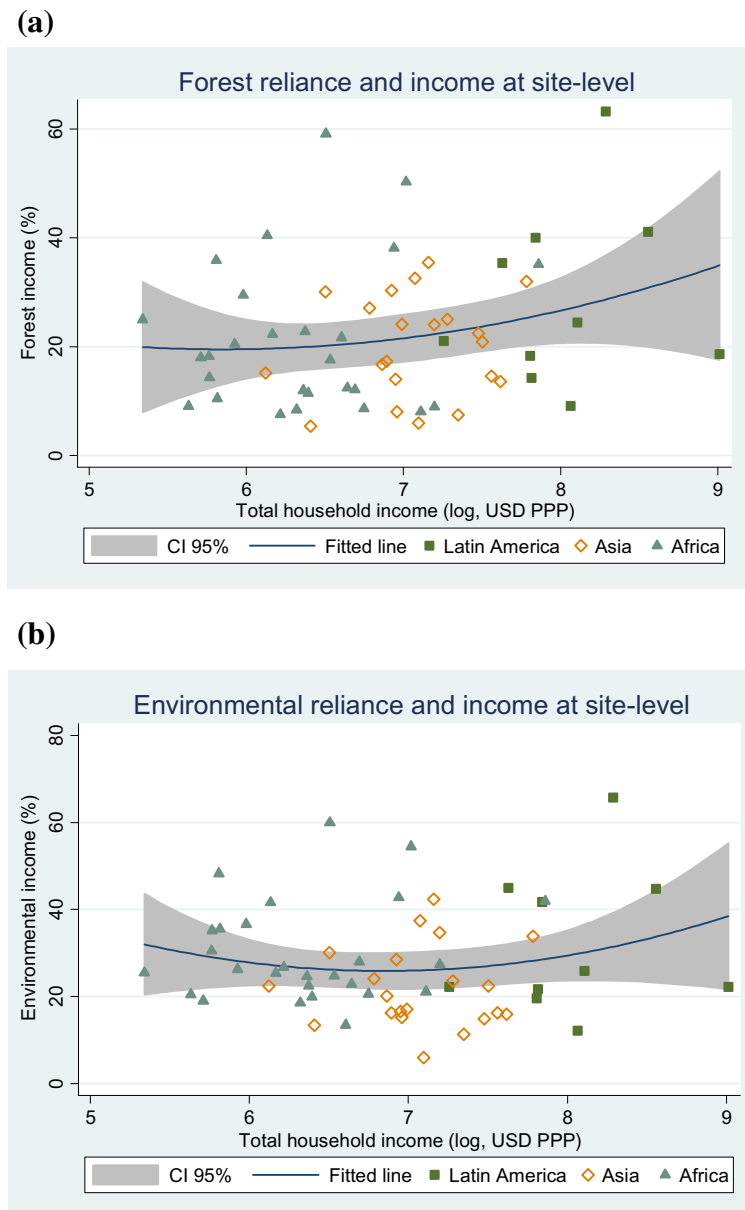 (a)
Forest reliance and income at site-level
Forest income (%)
60
40
20
0
5 6 7 8 9
Total household income (log, USD PPP)
CI 95% Fitted line Latin America Asia Africa
(b)
Environmental reliance and income at site-level
Environmental income (%)
80
60
40
20
0
5 6 7 8 9
Total household income (log, USD PPP)
CI 95% Fitted line Latin America Asia Africa